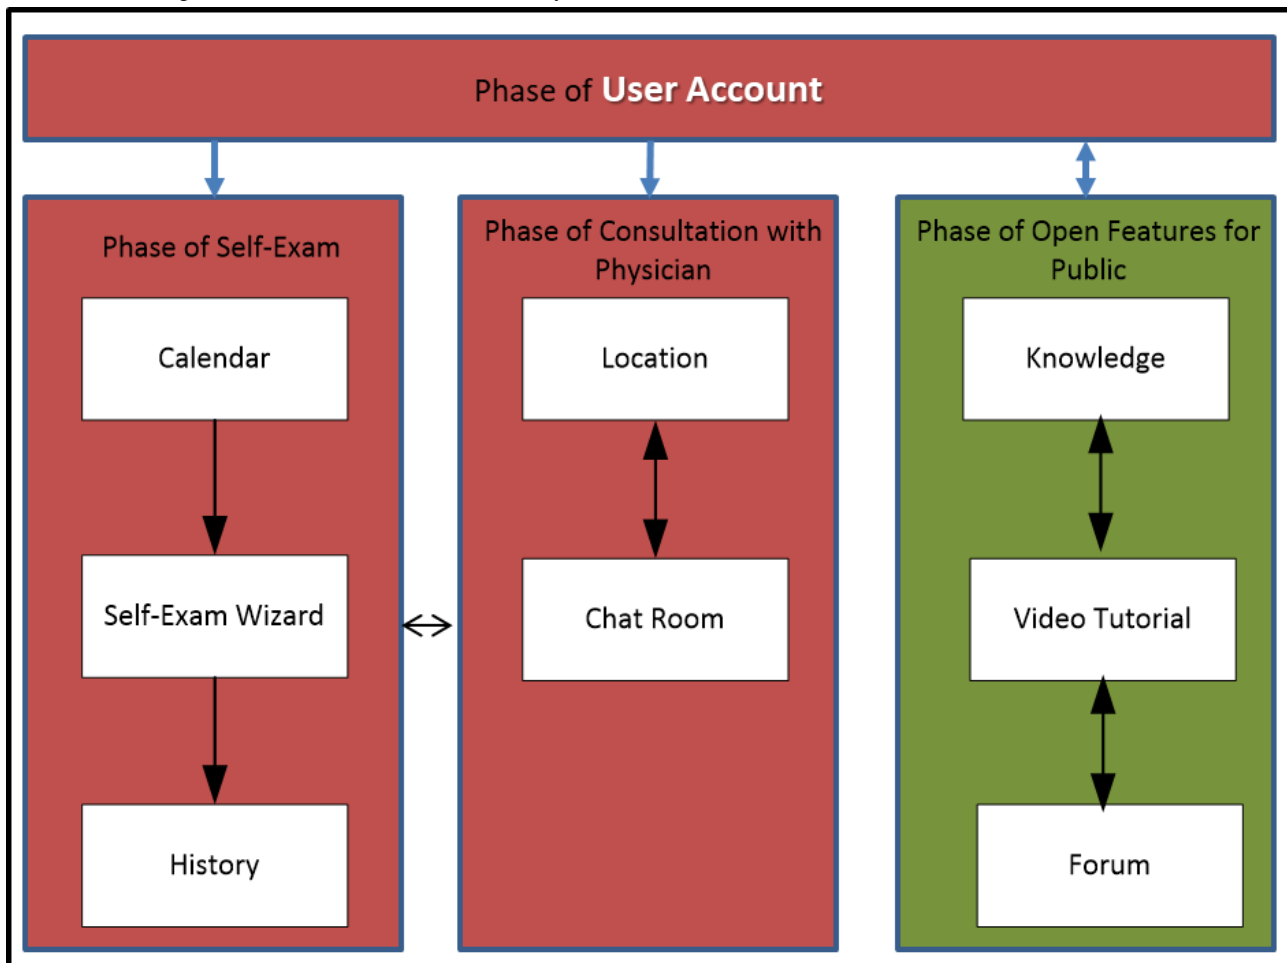 Phase of User Account
Phase of Self-Exam
Calendar
Self-Exam Wizard
History
Phase of Consultation with
Physician
Location
Chat Room
Phase of Open Features for
Public
Knowledge
Video Tutorial
Forum